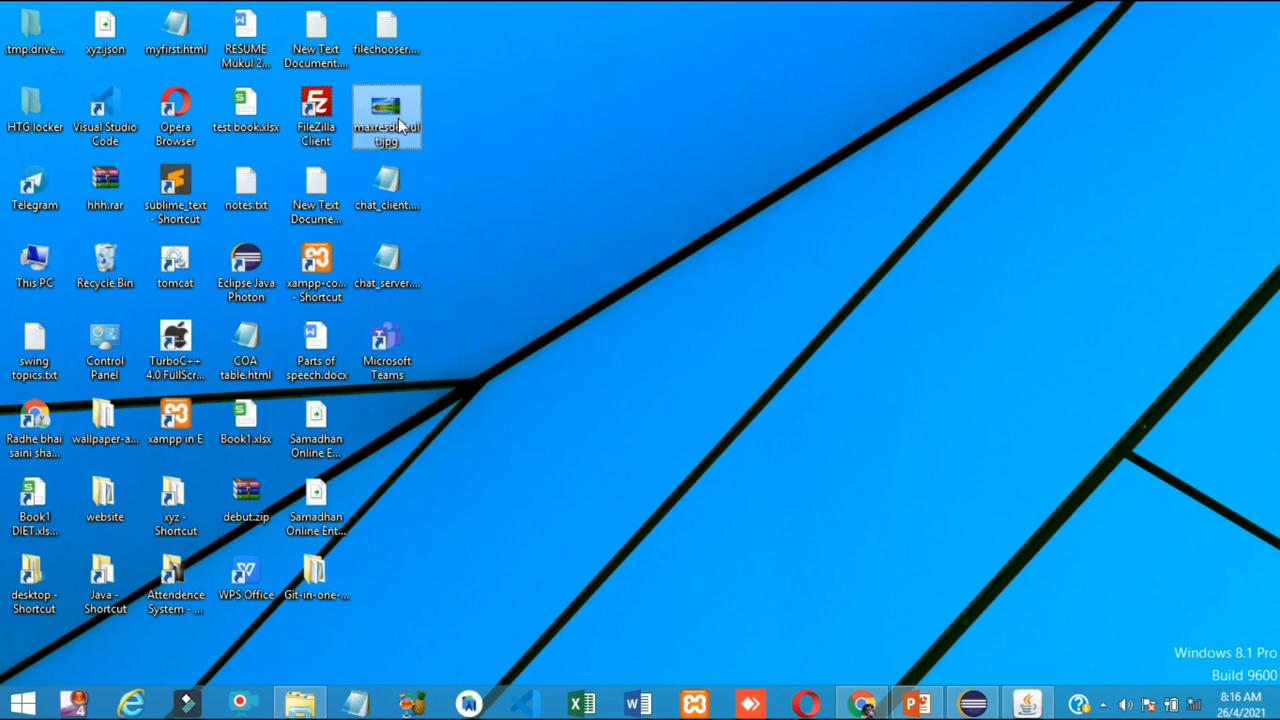 .tmp.drive...
xyz.json
myfirst.html
RESUME
Mukul 2...
New Text
Document....
filechooser....
HTG locker
Visual Studio
Code
Opera
Browser
test book.xlsx
FileZilla
Client
t.jpg
Telegram
hhh.rar
sublime_text
- Shortcut
notes.txt
New Text
Docume...
chat_client....
This PC
Recycle Bin
tomcat
Eclipse Java
Photon
xampp-co...
- Shortcut
chat_server....
swing
topics.txt
Control
Panel
TurboC++
4.0 FullScr...
COA
table.html
Parts of
speech.docx
Microsoft
Teams
Radhe bhai
saini sha...
wallpaper-a...
xampp in E
Book1.xlsx
Samadhan
Online E...
Book1
DIET.xls...
website
xyz -
Shortcut
debut.zip
Samadhan
Online Ent...
desktop -
Shortcut
Java -
Shortcut
Attendence
System - ...
WPS Office
Git-in-one-...
Windows 8.1 Pro
Build 9600
8:16 AM
26/4/2021